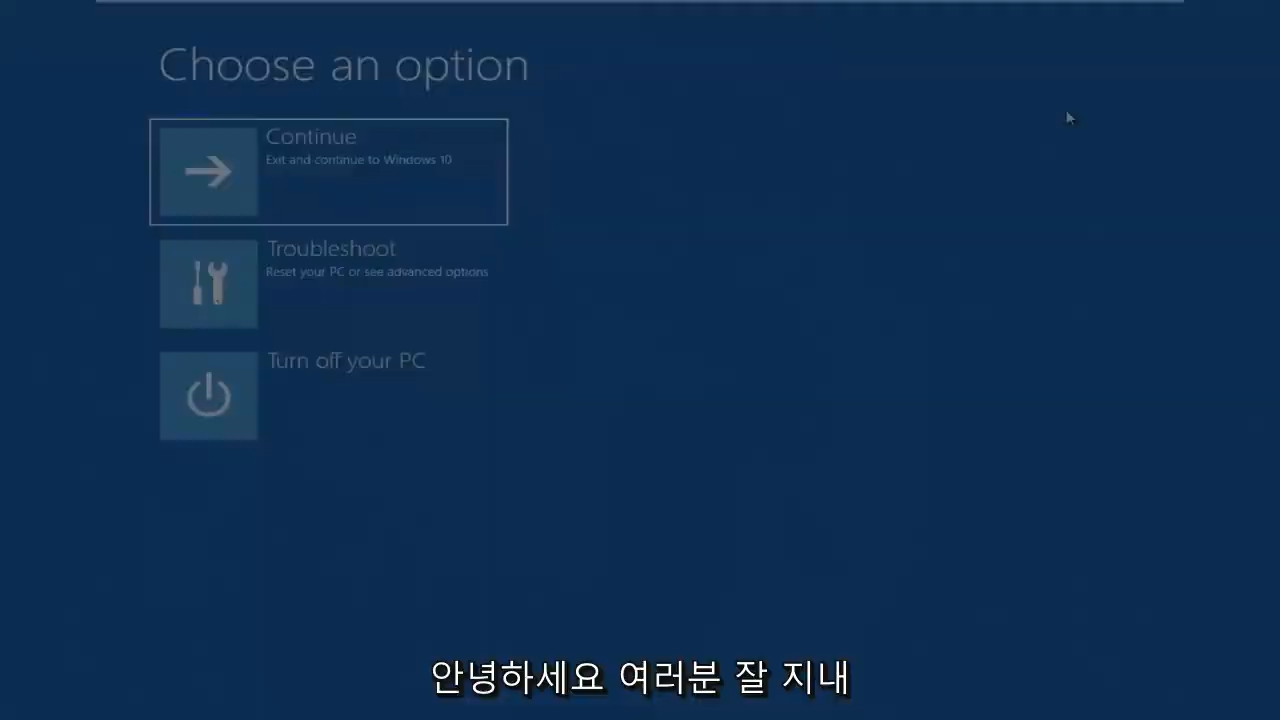 Choose an option
Continue
Exit and continue to Windows 10
Troubleshoot
Reset your PC or see advanced options
Turn off your PC
안녕하세요 여러분 잘 지내